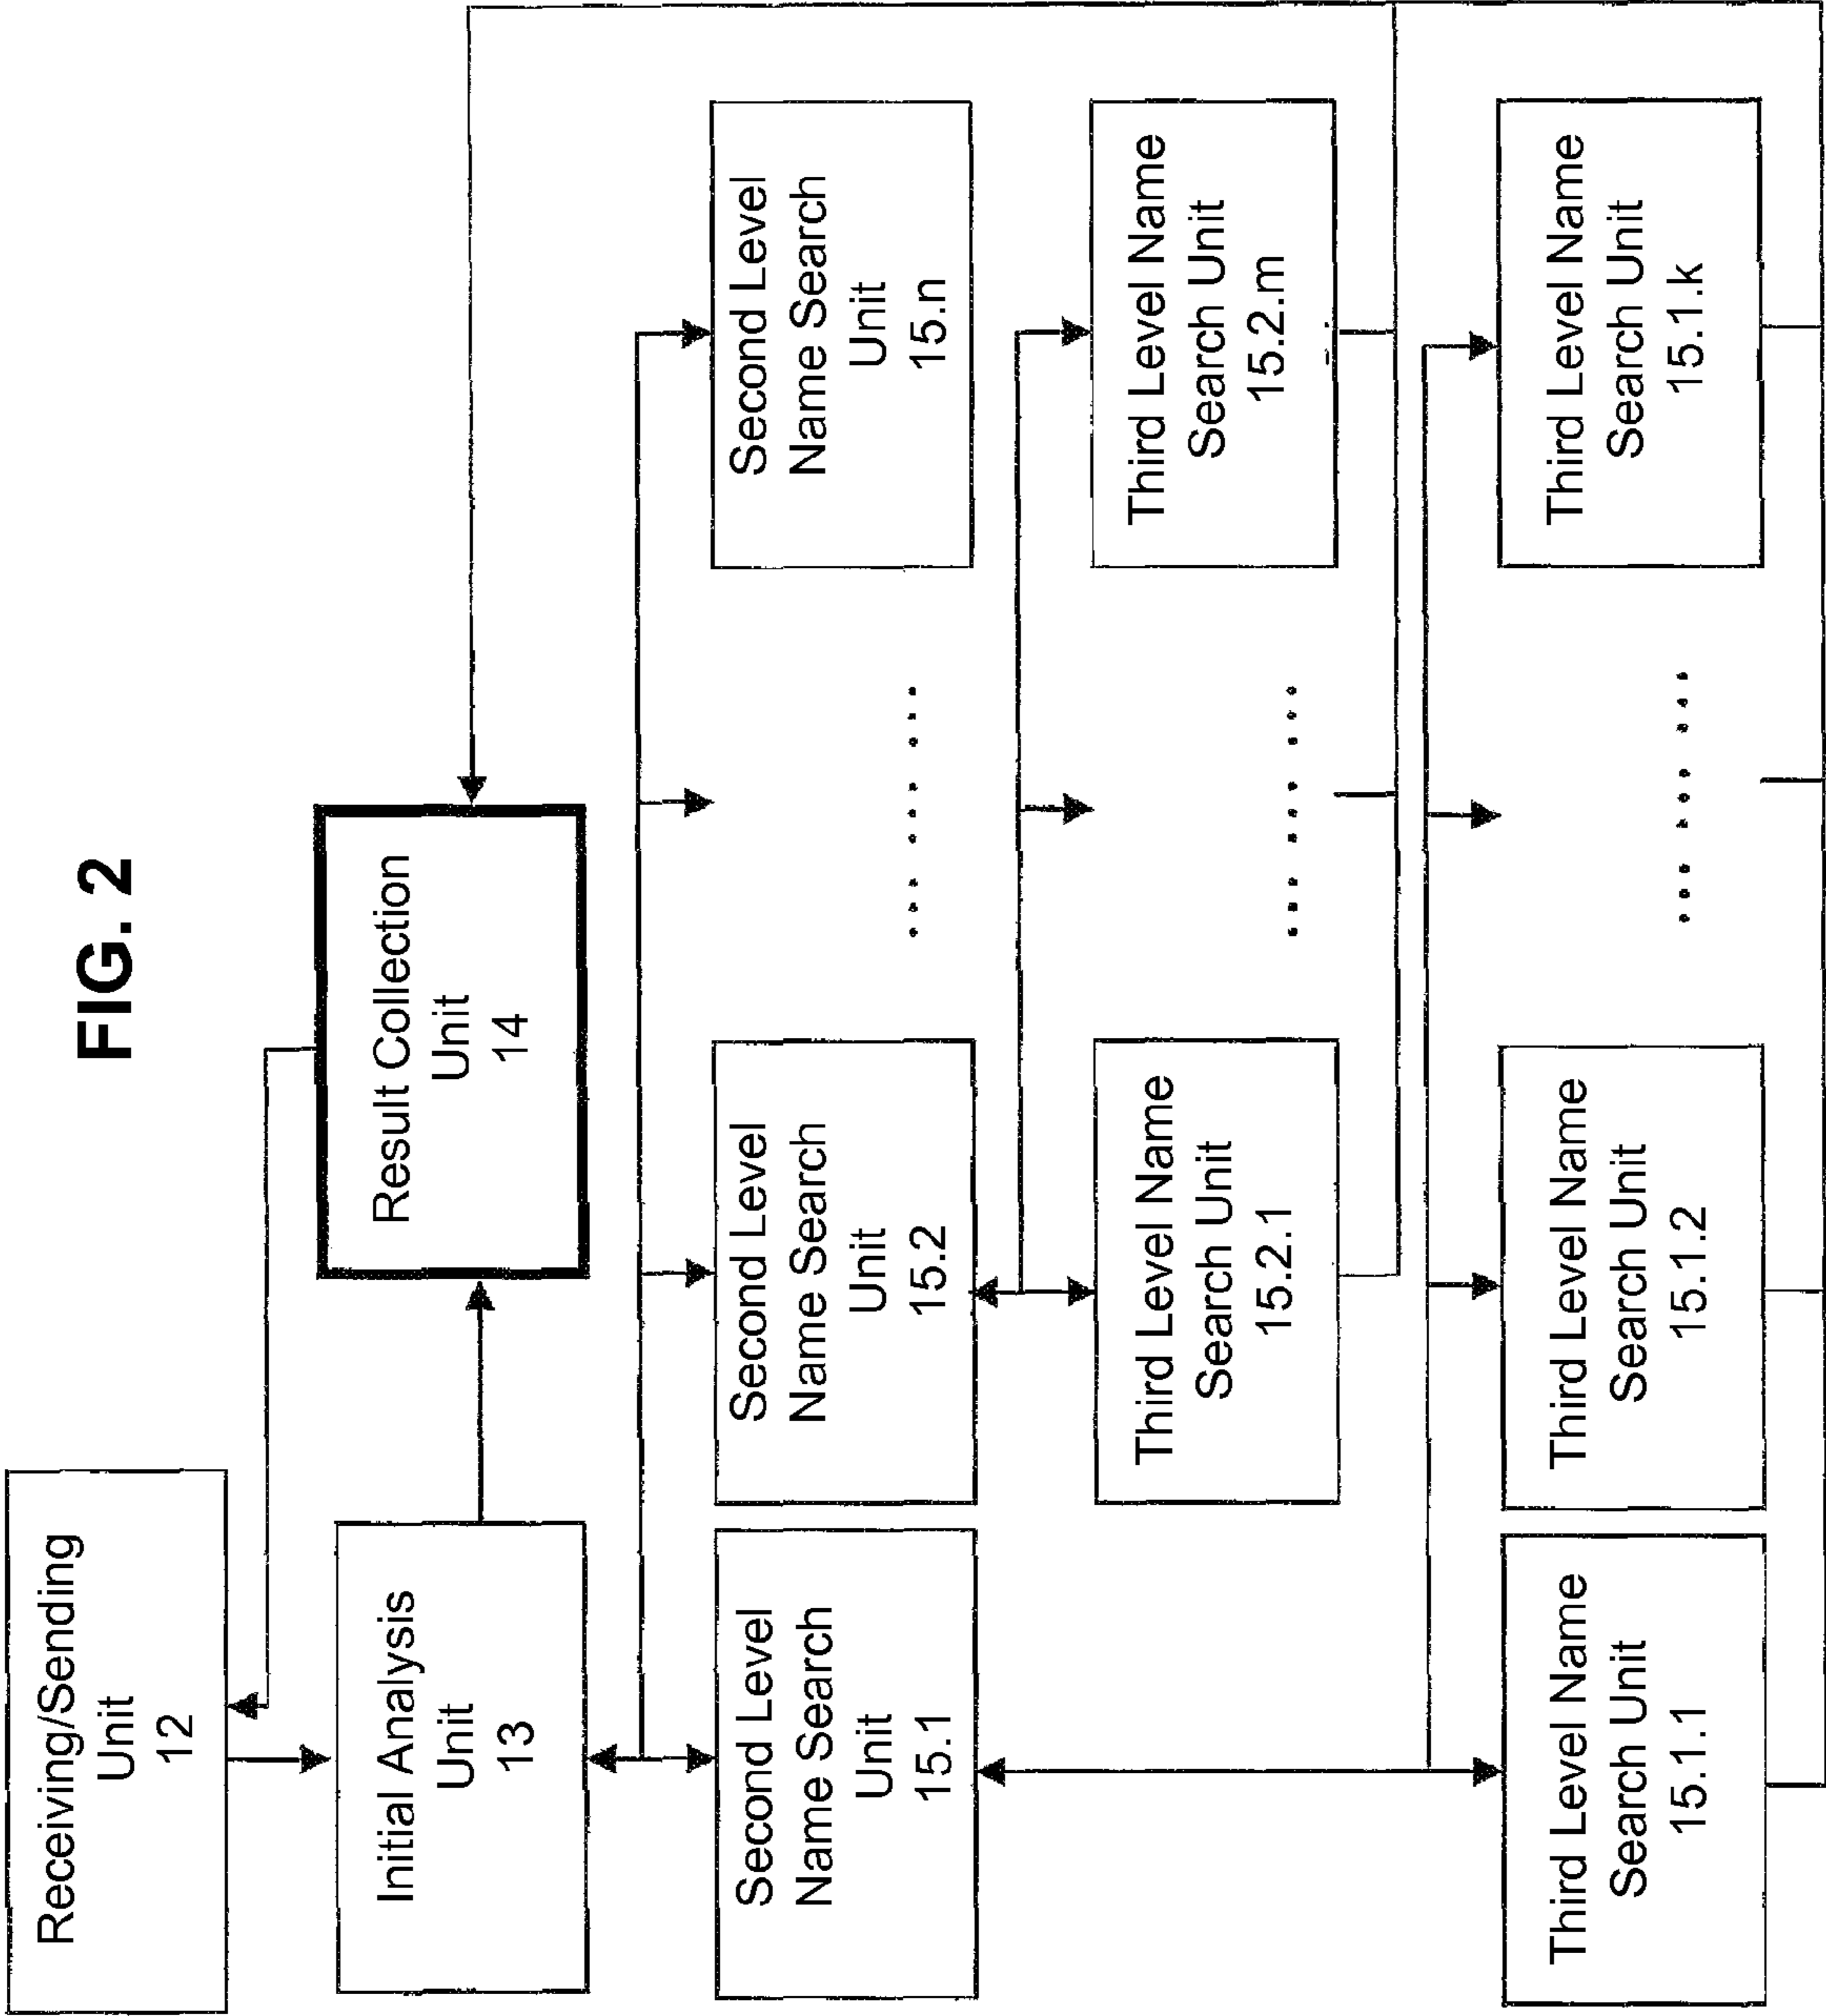 FIG. 2
Receiving/Sending
Unit
12
Initial Analysis
Unit
13
Result Collection
Unit
14
Second Level
Name Search
Unit
15.1
Second Level
Name Search
Unit
15.2
Second Level
Name Search
Unit
15.n
Third Level Name
Search Unit
15.2.1
Third Level Name
Search Unit
15.2.m
Third Level Name
Search Unit
15.1.1
Third Level Name
Search Unit
15.1.2
Third Level Name
Search Unit
15.1.k